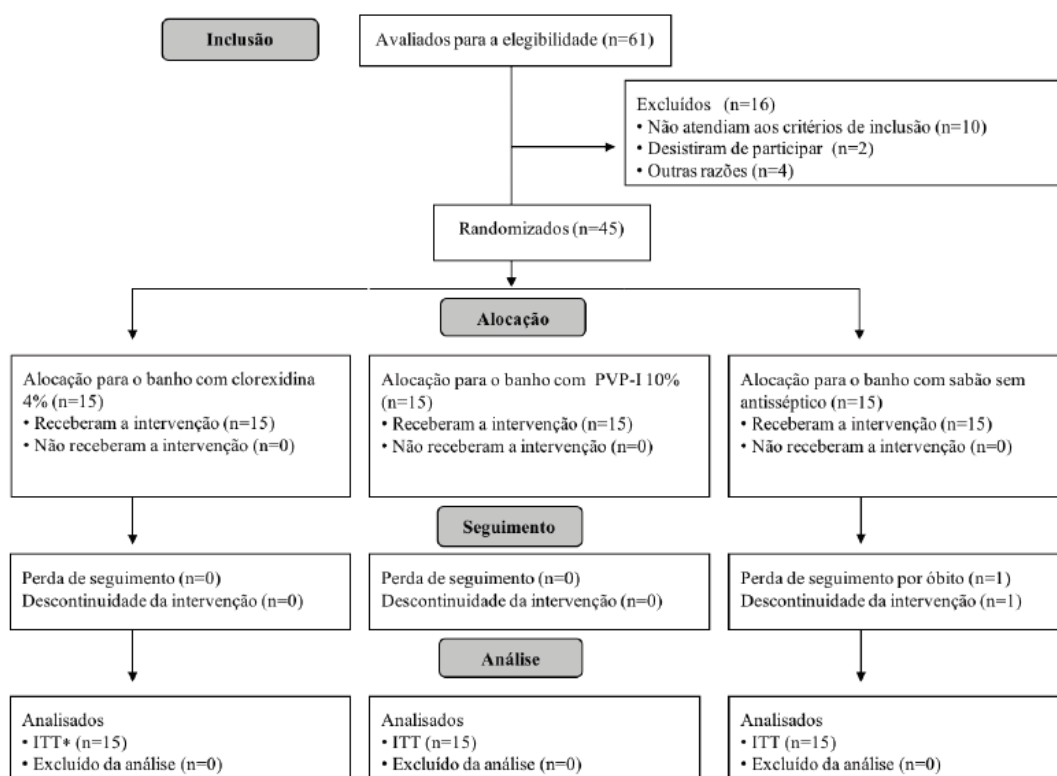 Inclusão
Avaliados para a elegibilidade (n=61)
Excluídos (n=16)
• Não atendiam aos critérios de inclusão (n=10)
• Desistiram de participar (n=2)
• Outras razões (n=4)
Randomizados (n=45)
Alocação
Alocação para o banho com clorexidina
4% (n=15)
• Receberam a intervenção (n=15)
• Não receberam a intervenção (n=0)
Alocação para o banho com PVP-I 10%
(n=15)
• Receberam a intervenção (n=15)
• Não receberam a intervenção (n=0)
Alocação para o banho com sabão sem
antisséptico (n=15)
• Receberam a intervenção (n=15)
• Não receberam a intervenção (n=0)
Seguimento
Perda de seguimento (n=0)
Descontinuidade da intervenção (n=0)
Perda de seguimento (n=0)
Descontinuidade da intervenção (n=0)
Perda de seguimento por óbito (n=1)
Descontinuidade da intervenção (n=1)
Análise
Analisados
• ITT* (n=15)
• Excluído da análise (n=0)
Analisados
• ITT (n=15)
• Excluído da análise (n=0)
Analisados
• ITT (n=15)
• Excluído da análise (n=0)